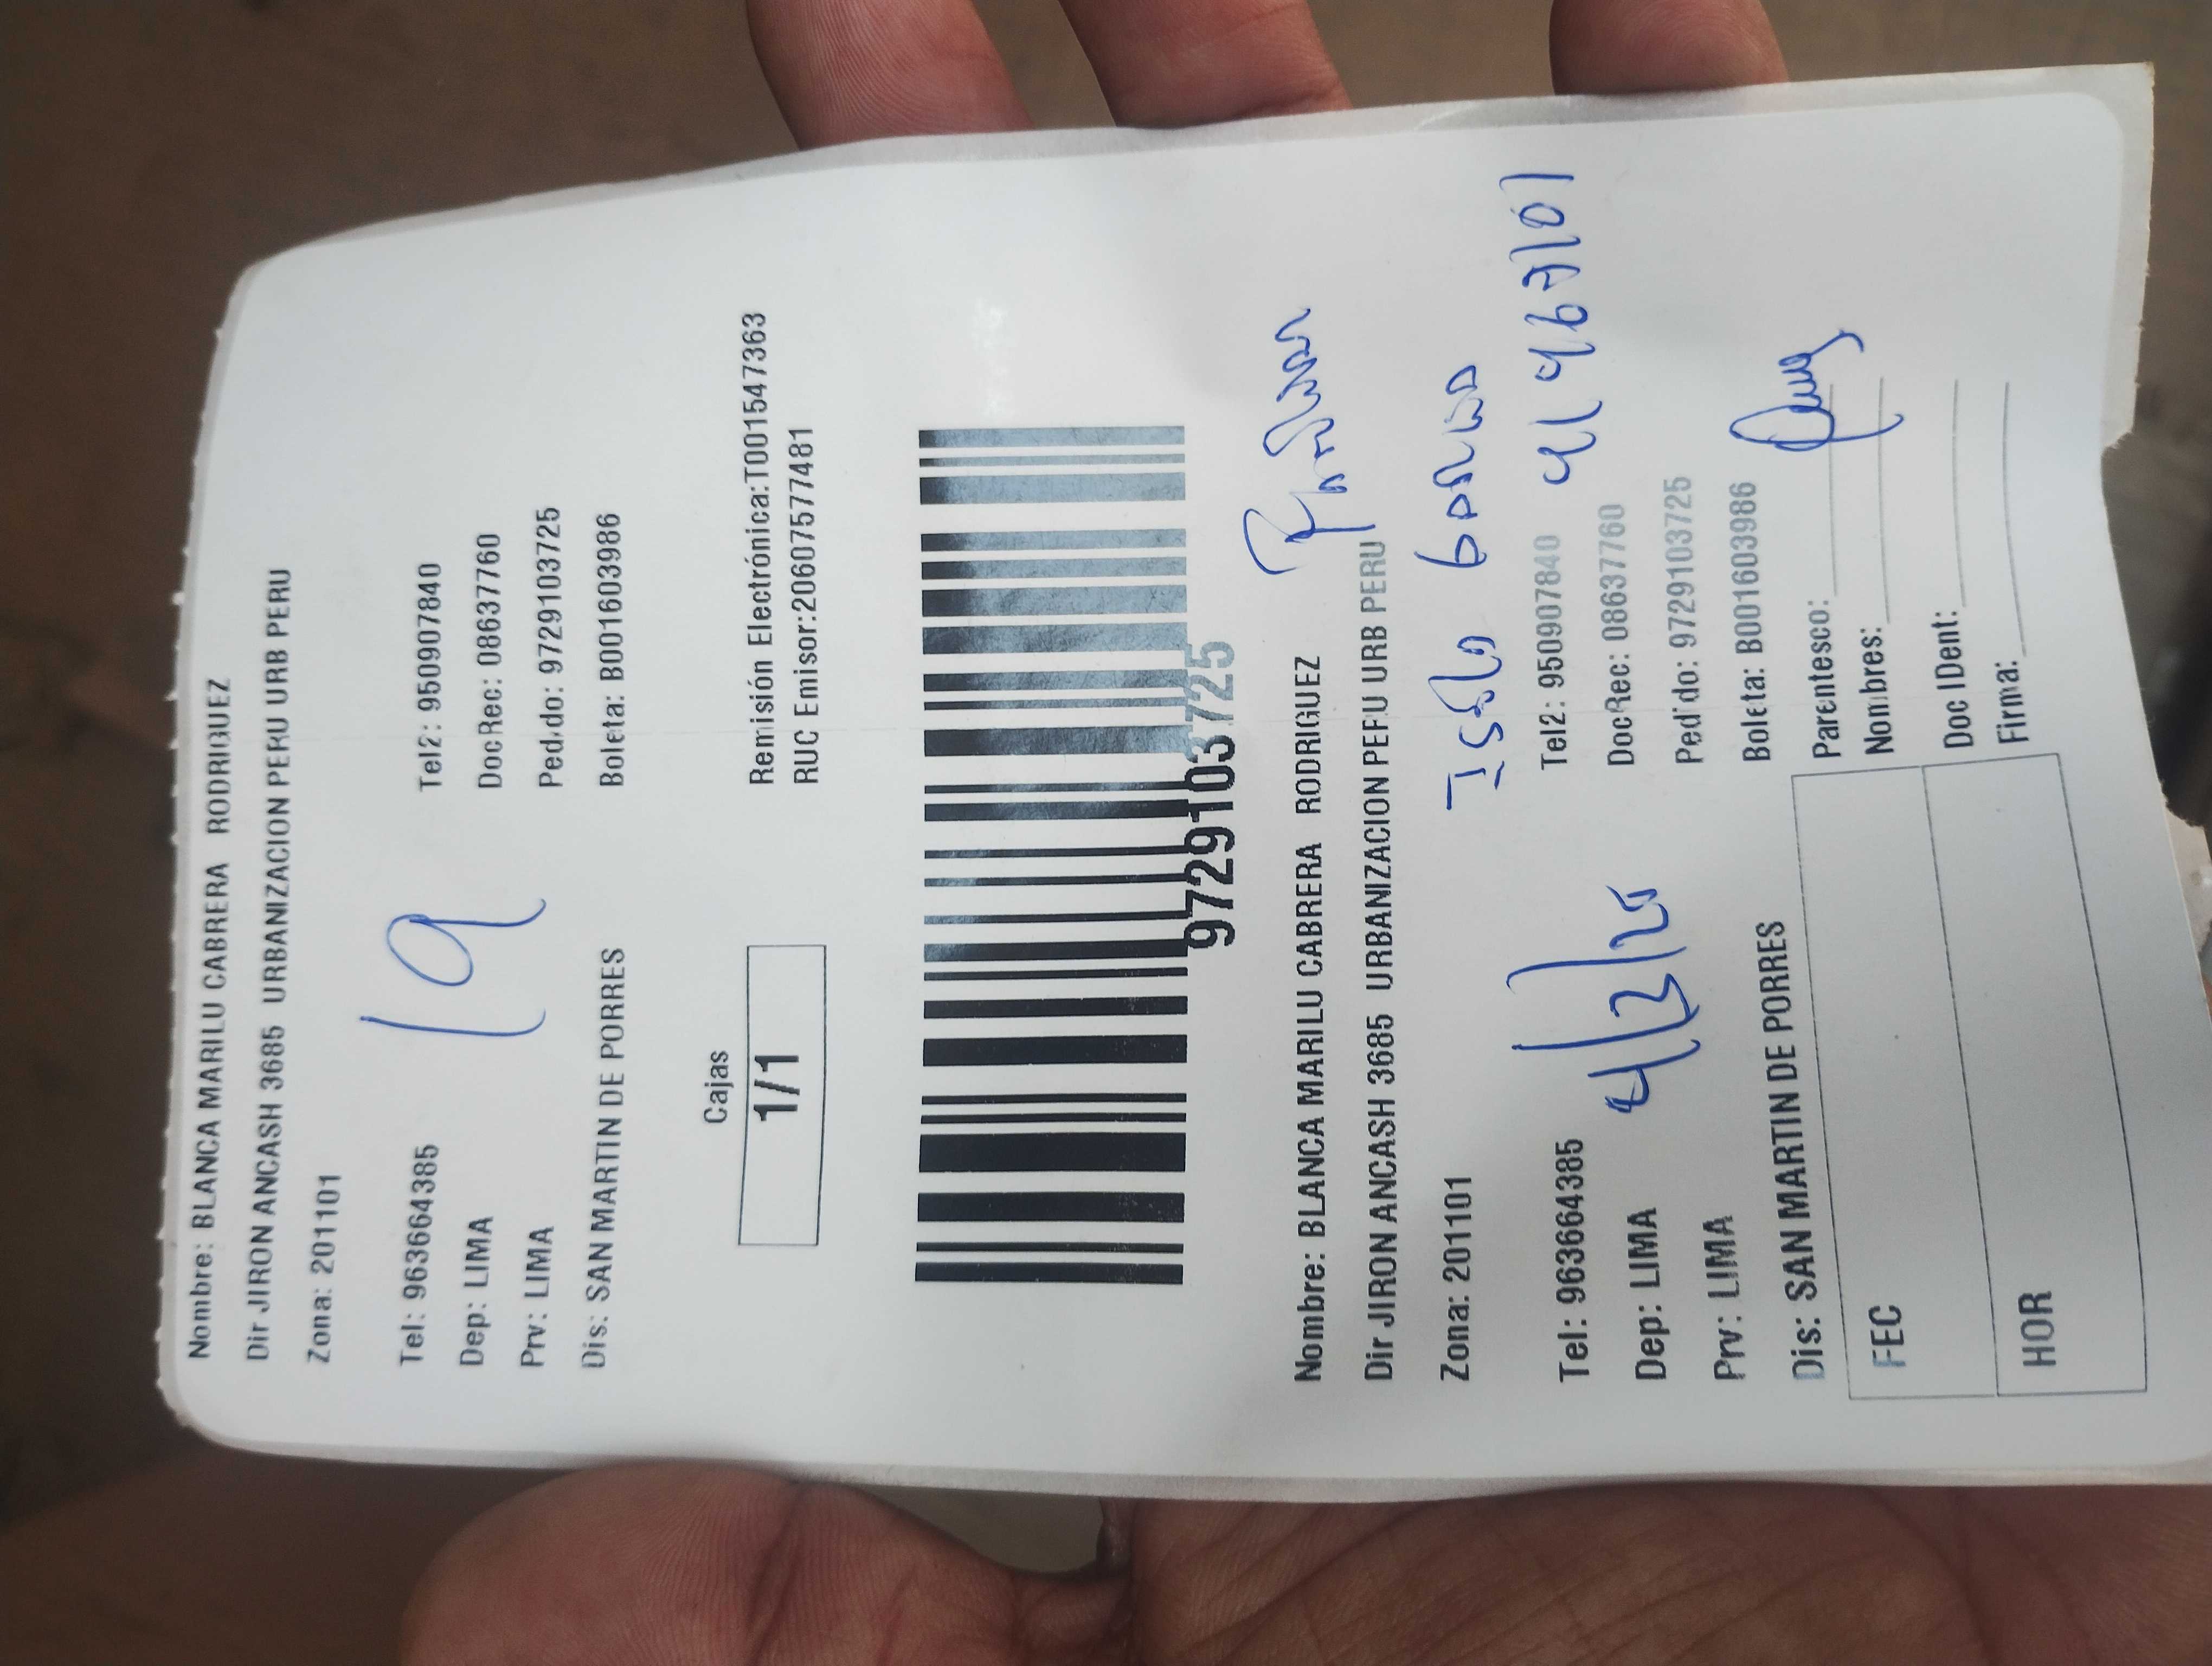 Nombre: BLANCA MARILU CABRERA RODRIGUEZ
Dir JIRON ANCASH 3685 URBANIZACION PERU URB PERU
Zona: 201101
19
Tel: 963664385 Tel2: 950907840
Dep: LIMA DocRec: 08637760
Prv: LIMA Pedido: 9729103725
Dis: SAN MARTIN DE PORRES Boleta: B001603986
Cajas
1/1
Remisión Electrónica:T001547363
RUC Emisor:20607577481
9729103725
Nombre: BLANCA MARILU CABRERA RODRIGUEZ
Dir JIRON ANCASH 3685 URBANIZACION PERU URB PERU
Zona: 201101
Tel: 963664385 Tel2: 950907840
Dep: LIMA DocRec: 08637760
Prv: LIMA Pedido: 9729103725
Dis: SAN MARTIN DE PORRES Boleta: B001603986
FEC
HOR
Parentesco:
Nombres:
Doc IDent:
Firma: